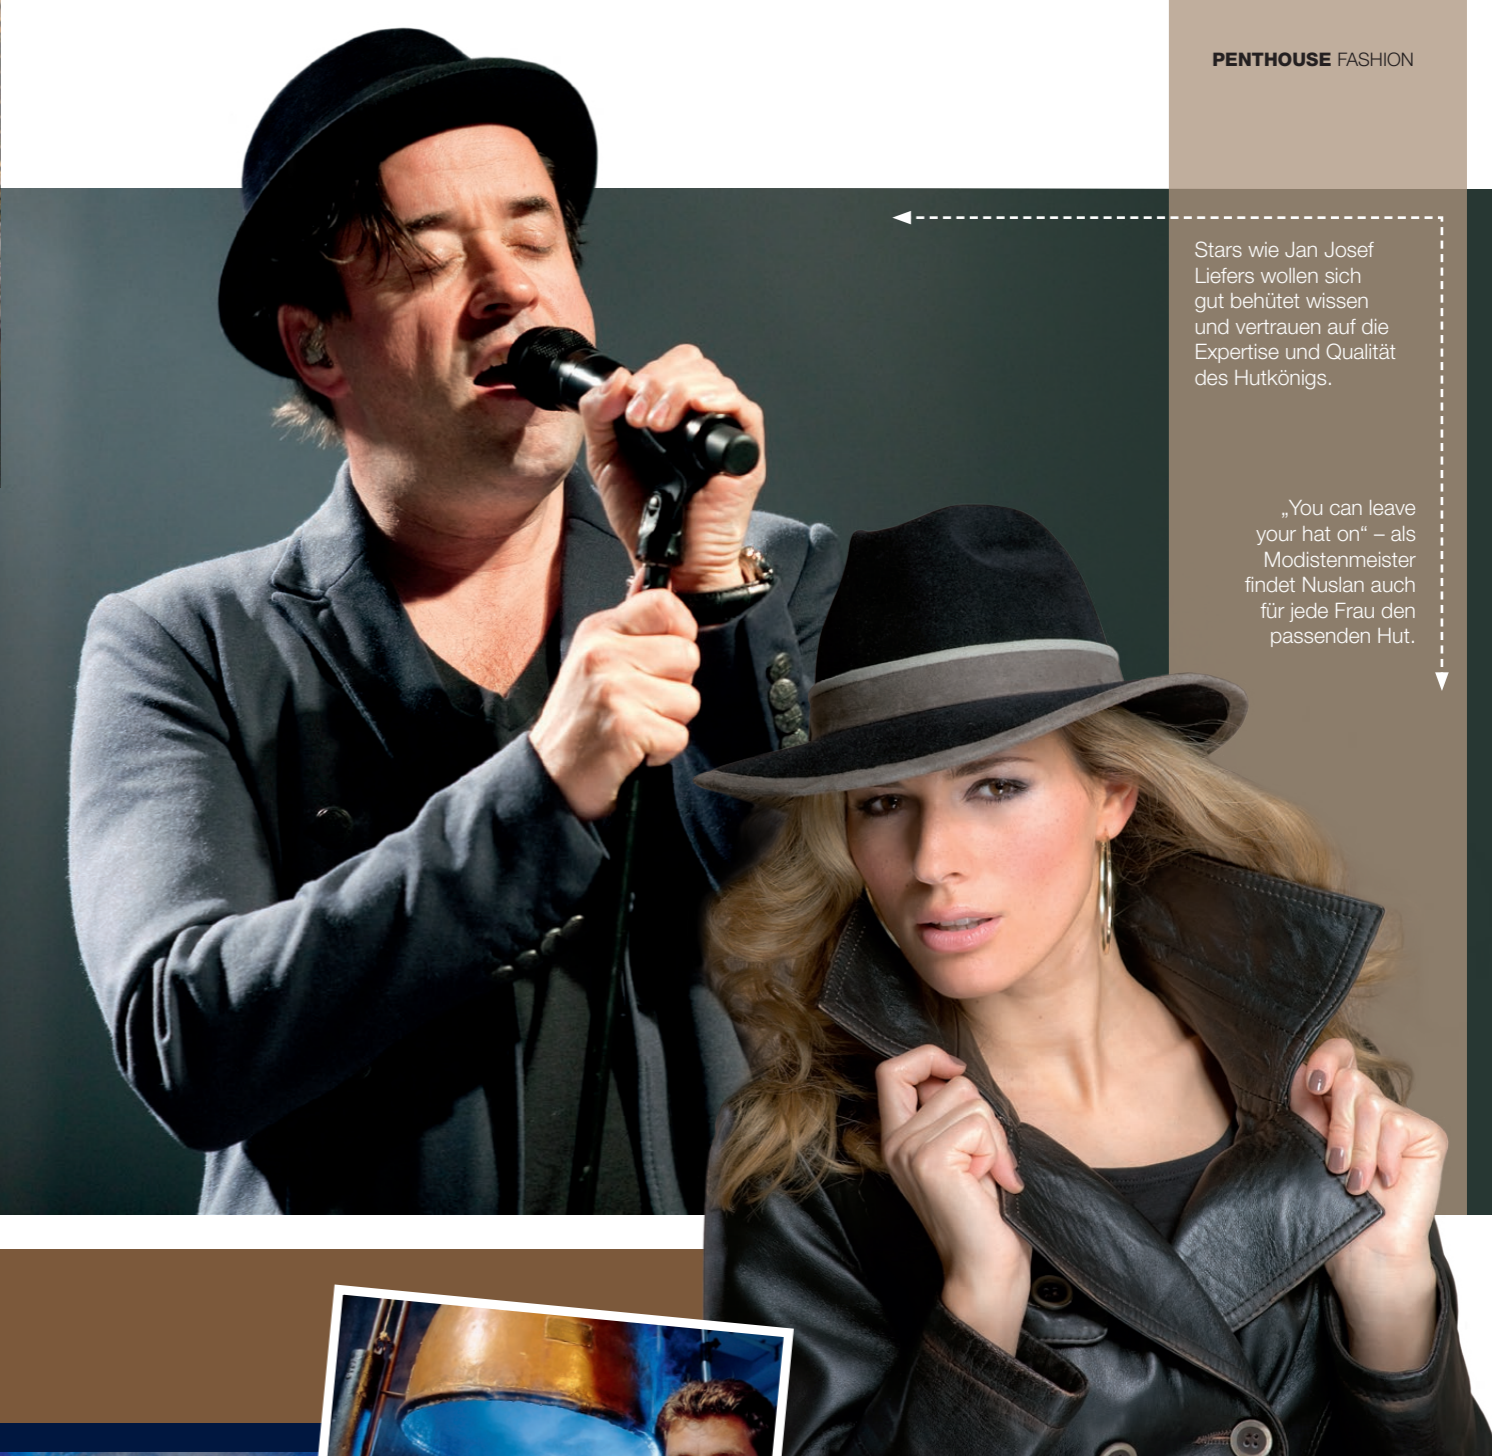 PENTHOUSE FASHION
Stars wie Jan Josef
Liefers wollen sich
gut behütet wissen
und vertrauen auf die
Expertise und Qualität
des Hutkönigs.
„You can leave
your hat on“ – als
Modistenmeister
findet Nuslan auch
für jede Frau den
passenden Hut.